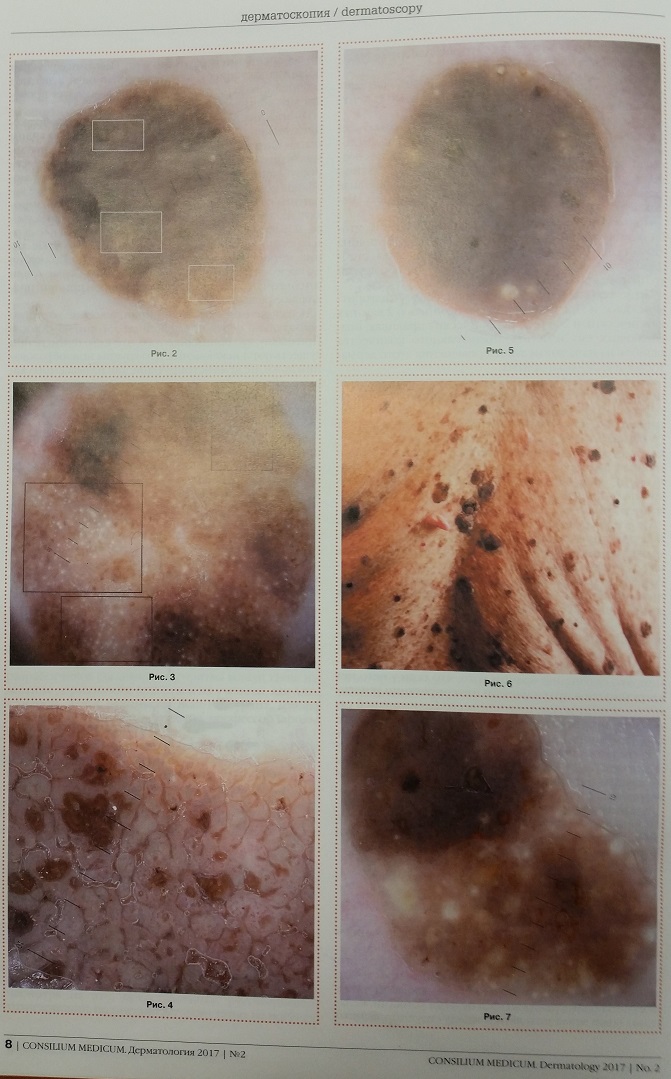 дерматоскопия / dermatoscopy
Рис. 2
Рис. 5
Рис. 3
Рис. 6
Рис. 4
Рис. 7
8 | CONSILIUM MEDICUM. Дерматология 2017 | №2
CONSILIUM MEDICUM. Dermatology 2017 | No. 2